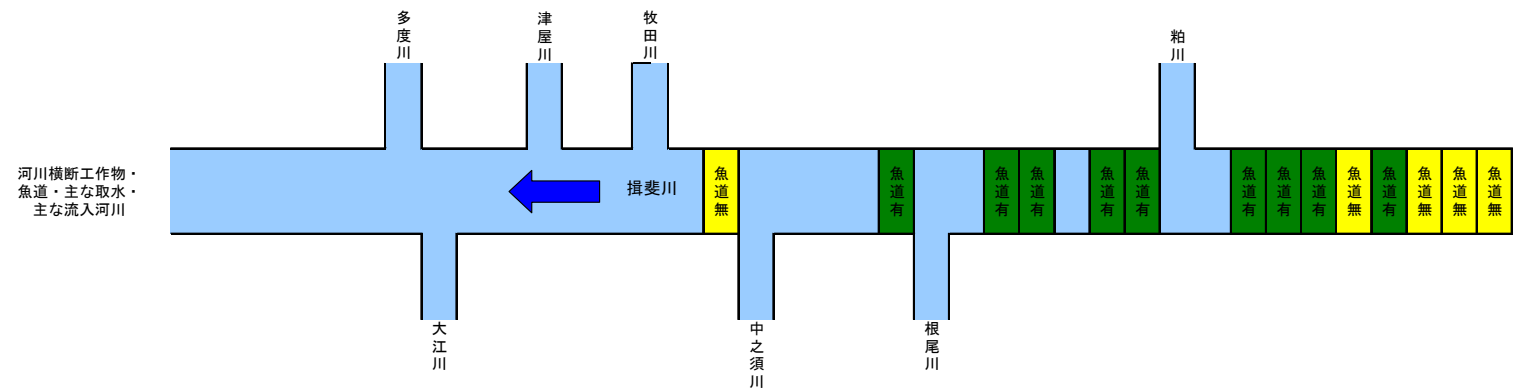 多度川
津屋川
牧田川
粕川
河川横断工作物・
魚道・主な取水・
主な流入河川
揖斐川
魚道無
魚道有
魚道有
魚道有
魚道有
魚道有
魚道有
魚道有
魚道有
魚道無
魚道有
魚道無
魚道無
魚道無
大江川
中之須川
根尾川